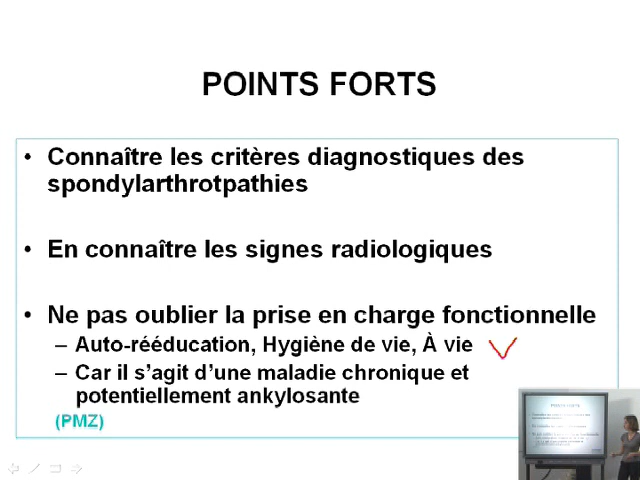 POINTS FORTS
• Connaître les critères diagnostiques des
spondylarthrotpathies
• En connaître les signes radiologiques
• Ne pas oublier la prise en charge fonctionnelle
– Auto-rééducation, Hygiène de vie, À vie
– Car il s’agit d’une maladie chronique et
potentiellement ankylosante
(PMZ)